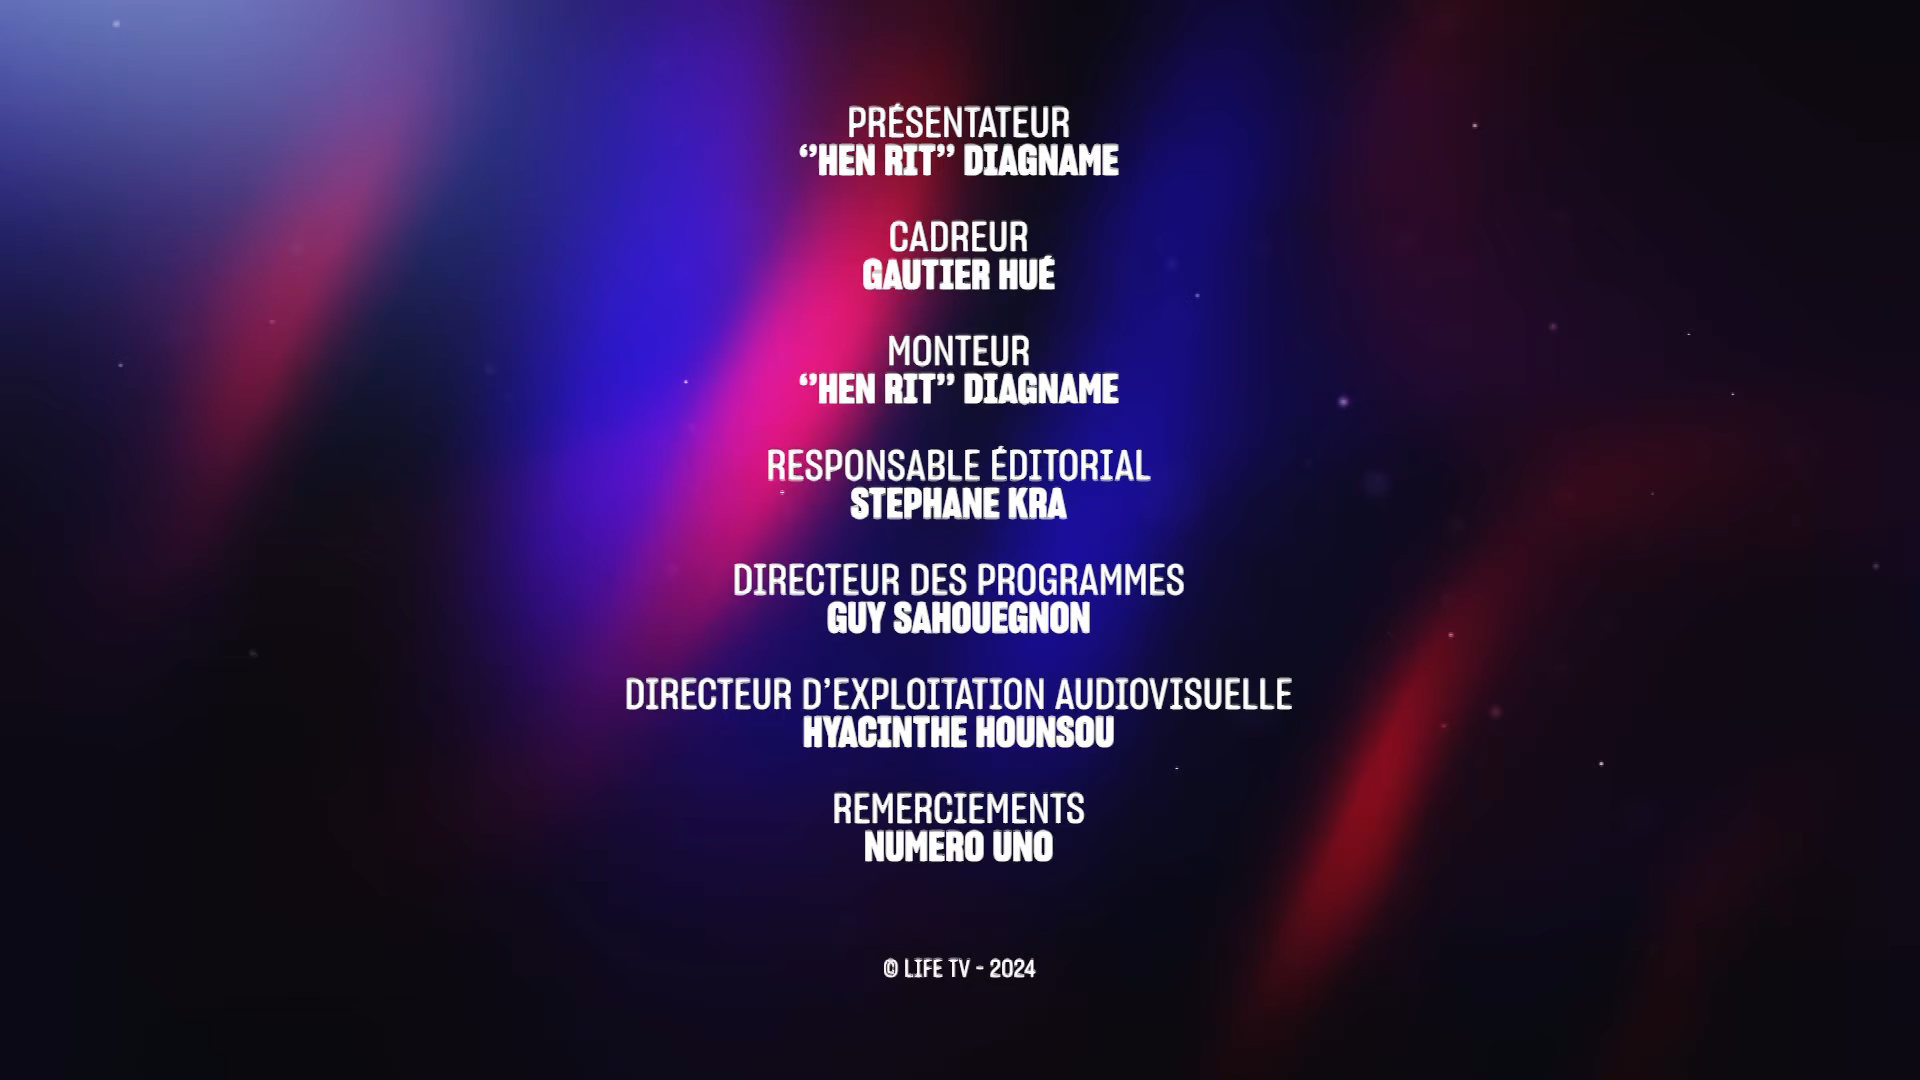 PRÉSENTATEUR
‘’HEN RIT’’ DIAGNAME
CADREUR
GAUTIER HUÉ
MONTEUR
‘’HEN RIT’’ DIAGNAME
RESPONSABLE ÉDITORIAL
STEPHANE KRA
DIRECTEUR DES PROGRAMMES
GUY SAHOUEGNON
DIRECTEUR D’EXPLOITATION AUDIOVISUELLE
HYACINTHE HOUNSOU
REMERCIEMENTS
NUMERO UNO
© LIFE TV - 2024